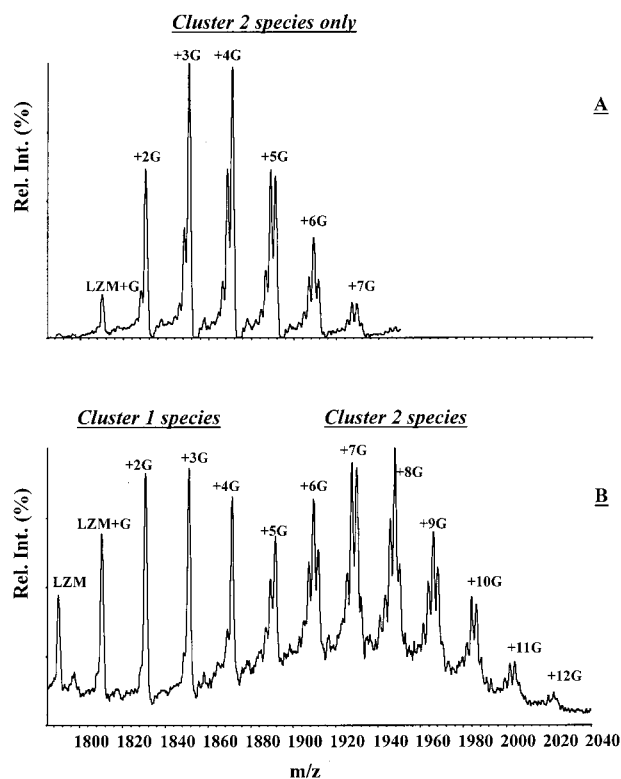 Cluster 2 species only
+3G
+4G
A
+2G
+5G
+6G
LZM+G
+7G
Rel. Int. (%)
Cluster 1 species
Cluster 2 species
+7G
+3G
+8G
B
+2G
+4G
+6G
LZM+G
+5G
+9G
LZM
+10G
+11G
+12G
Rel. Int. (%)
1800 1820 1840 1860 1880 1900 1920 1940 1960 1980 2000 2020 2040
m/z